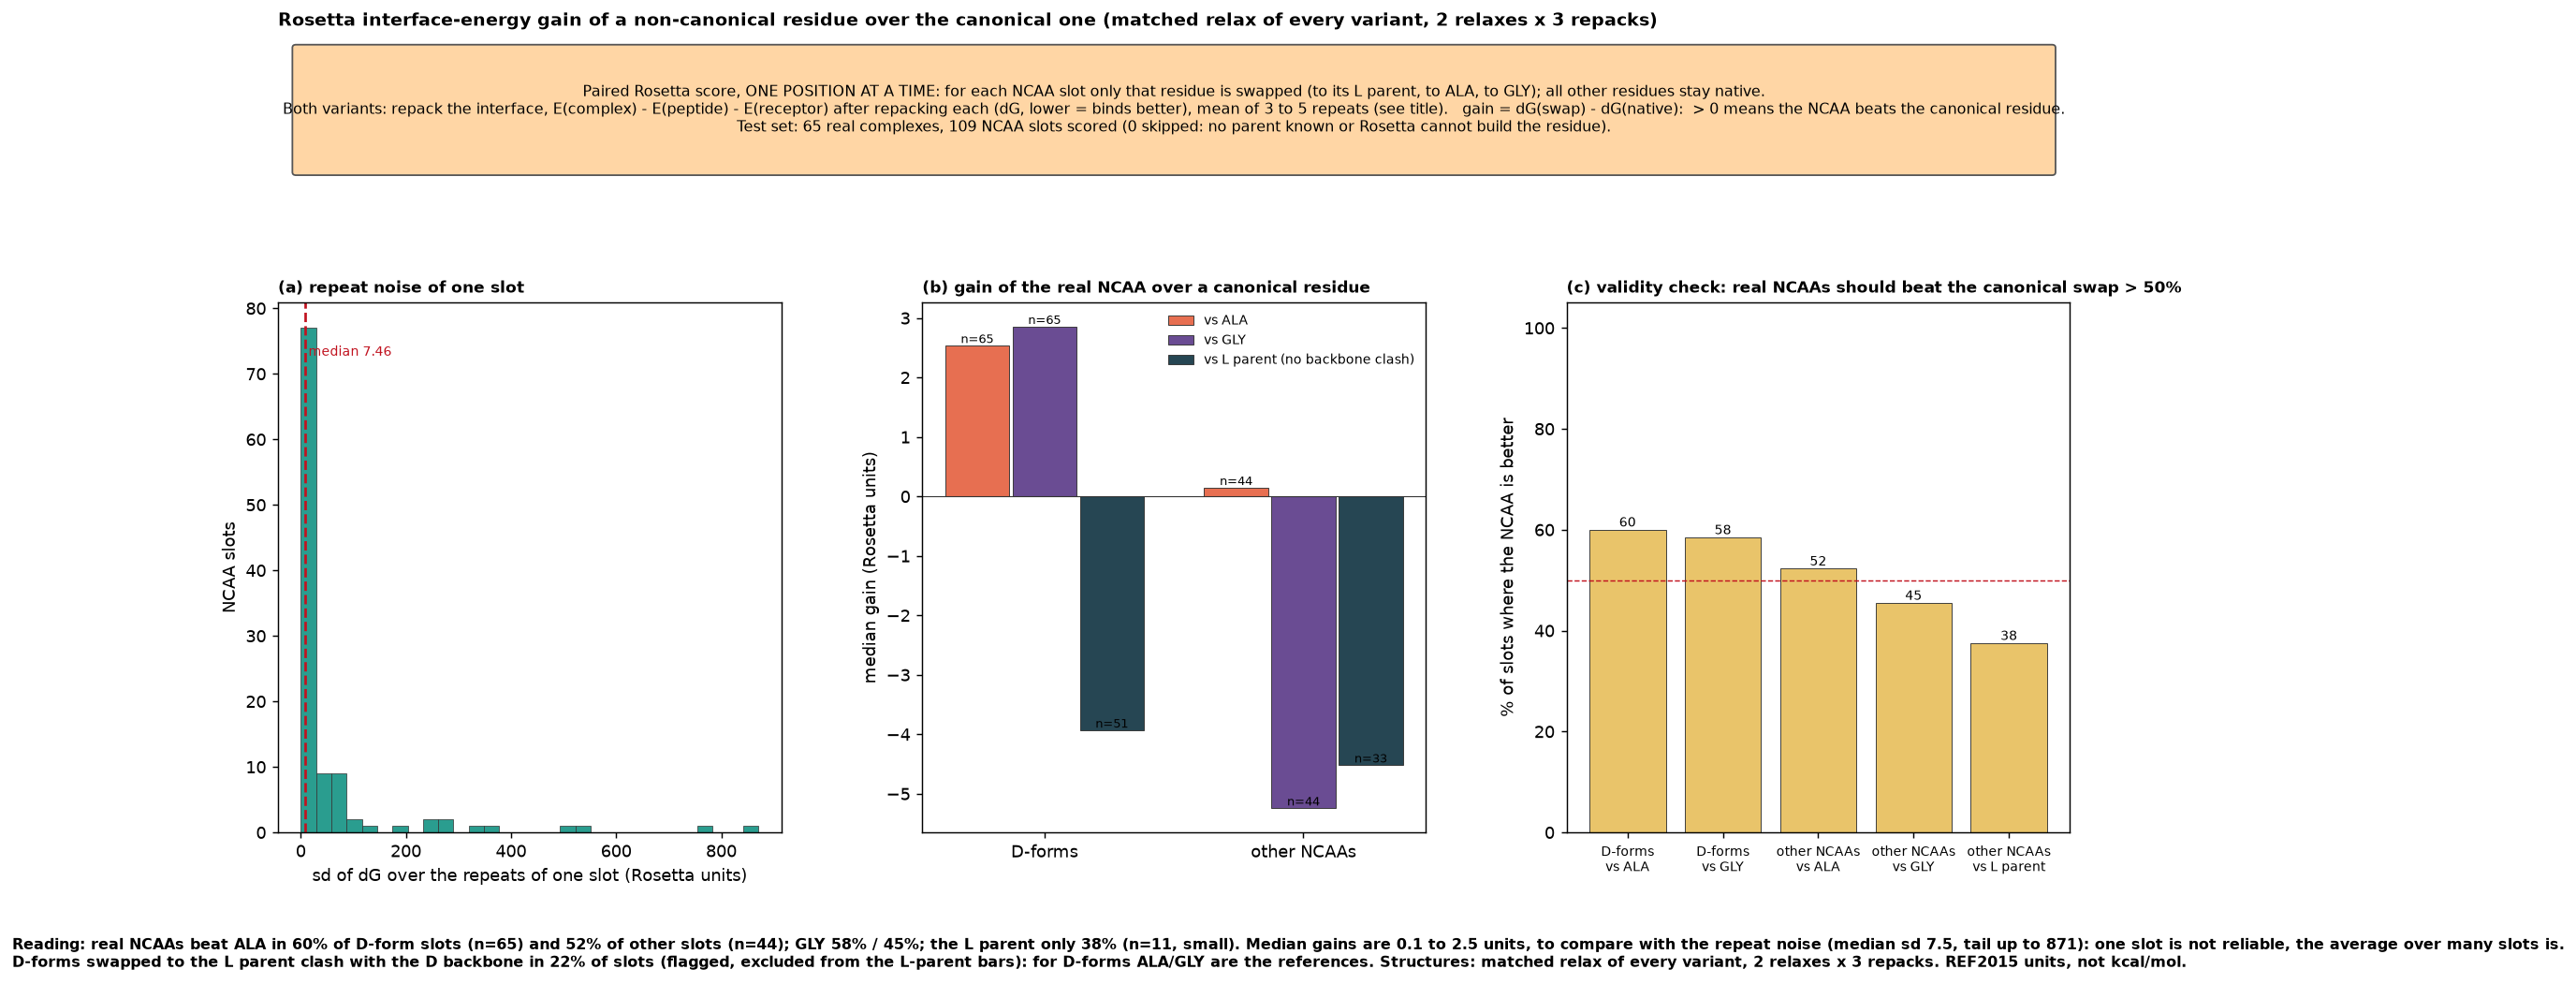 Rosetta interface-energy gain of a non-canonical residue over the canonical one (matched relax of every variant, 2 relaxes x 3 repacks)
Paired Rosetta score, ONE POSITION AT A TIME: for each NCAA slot only that residue is swapped (to its L parent, to ALA, to GLY); all other residues stay native.
Both variants: repack the interface, E(complex) - E(peptide) - E(receptor) after repacking each (dG, lower = binds better), mean of 3 to 5 repeats (see title).   gain = dG(swap) - dG(native):  > 0 means the NCAA beats the canonical residue.
Test set: 65 real complexes, 109 NCAA slots scored (0 skipped: no parent known or Rosetta cannot build the residue).
(a) repeat noise of one slot
80
70
60
50
40
30
20
10
0
NCAA slots
median 7.46
0 200 400 600 800
sd of dG over the repeats of one slot (Rosetta units)
(b) gain of the real NCAA over a canonical residue
3
2
1
0
−1
−2
−3
−4
−5
median gain (Rosetta units)
vs ALA
vs GLY
vs L parent (no backbone clash)
n=65
n=65
n=51
n=44
n=44
n=33
D-forms other NCAAs
(c) validity check: real NCAAs should beat the canonical swap > 50%
100
80
60
40
20
0
% of slots where the NCAA is better
60
58
52
45
38
D-forms
vs ALA
D-forms
vs GLY
other NCAAs
vs ALA
other NCAAs
vs GLY
other NCAAs
vs L parent
Reading: real NCAAs beat ALA in 60% of D-form slots (n=65) and 52% of other slots (n=44); GLY 58% / 45%; the L parent only 38% (n=11, small). Median gains are 0.1 to 2.5 units, to compare with the repeat noise (median sd 7.5, tail up to 871): one slot is not reliable, the average over many slots is.
D-forms swapped to the L parent clash with the D backbone in 22% of slots (flagged, excluded from the L-parent bars): for D-forms ALA/GLY are the references. Structures: matched relax of every variant, 2 relaxes x 3 repacks. REF2015 units, not kcal/mol.